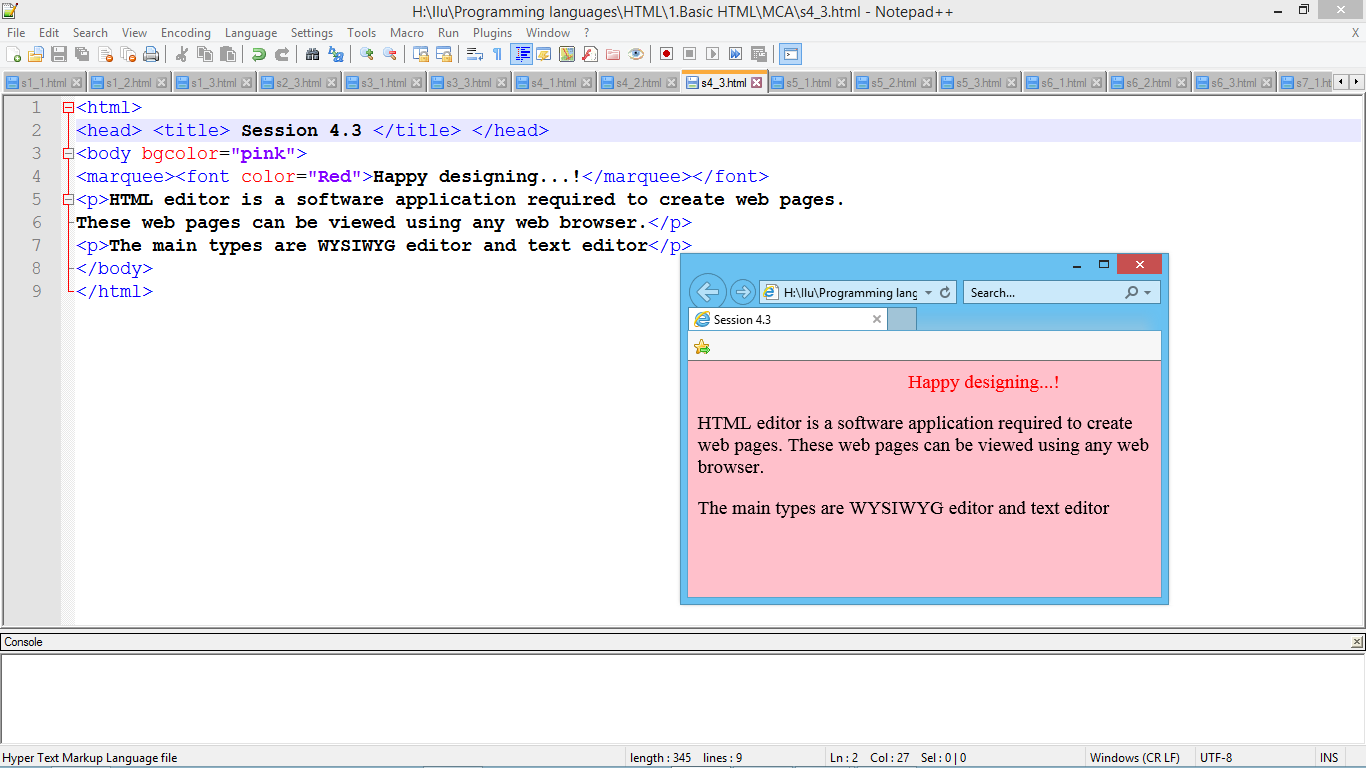 H:\Ilu\Programming languages\HTML\1.Basic HTML\MCA\s4_3.html - Notepad++
File Edit Search View Encoding Language Settings Tools Macro Run Plugins Window ? X
s1_1.html s1_2.html s1_3.html s2_3.html s3_1.html s3_3.html s4_1.html s4_2.html s4_3.html s5_1.html s5_2.html s5_3.html s6_1.html s6_2.html s6_3.html s7_1.ht
1 <html>
2 <head> <title> Session 4.3 </title> </head>
3 <body bgcolor="pink">
4 <marquee><font color="Red">Happy designing...!</marquee></font>
5 <p>HTML editor is a software application required to create web pages.
6 These web pages can be viewed using any web browser.</p>
7 <p>The main types are WYSIWYG editor and text editor</p>
8 </body>
9 </html>
H:\Ilu\Programming lang Search...
Session 4.3
Happy designing...!
HTML editor is a software application required to create
web pages. These web pages can be viewed using any web
browser.
The main types are WYSIWYG editor and text editor
Console
Hyper Text Markup Language file length : 345 lines : 9 Ln : 2 Col : 27 Sel : 0 | 0 Windows (CR LF) UTF-8 INS